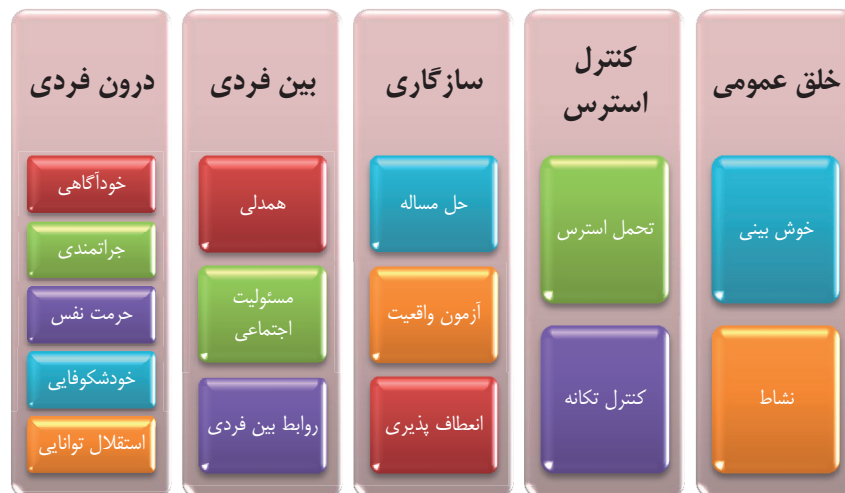 درون فردی
خودآگاهی
جراتمندی
حرمت نفس
خودشکوفایی
استقلال توانایی
بین فردی
همدلی
مسئولیت
اجتماعی
روابط بین فردی
سازگاری
حل مساله
آزمون واقعیت
انعطاف پذیری
کنترل
استرس
تحمل استرس
کنترل تکانه
خلق عمومی
خوش بینی
نشاط